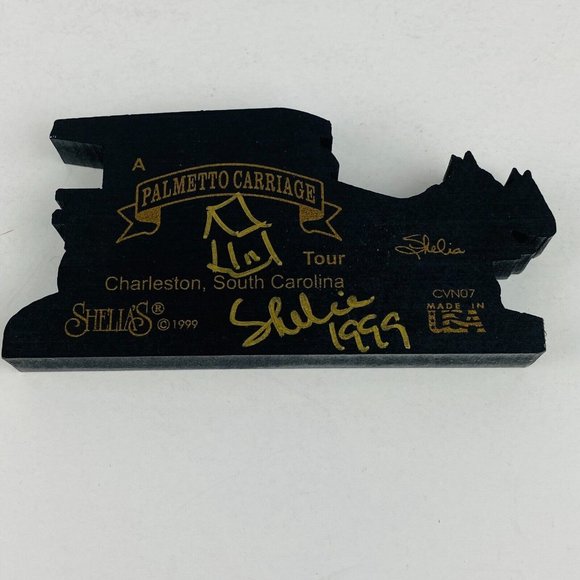 A
PALMETTO CARRIAGE
Tour
Charleston, South Carolina
SHELIA'S® ©1999
Shelia
1999
Shelia
CVN07
MADE IN
USA